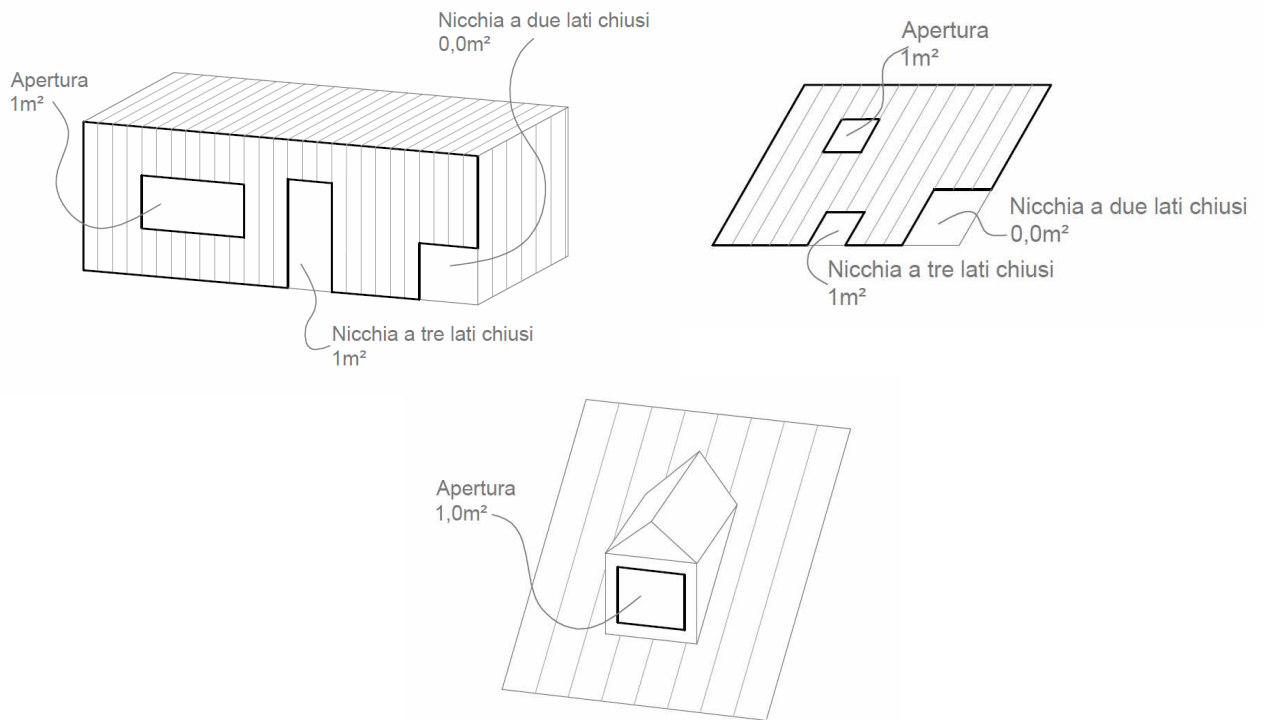 Nicchia a due lati chiusi
0,0m²
Apertura
1m²
Nicchia a tre lati chiusi
1m²
Apertura
1m²
Nicchia a due lati chiusi
0,0m²
Nicchia a tre lati chiusi
1m²
Apertura
1,0m²